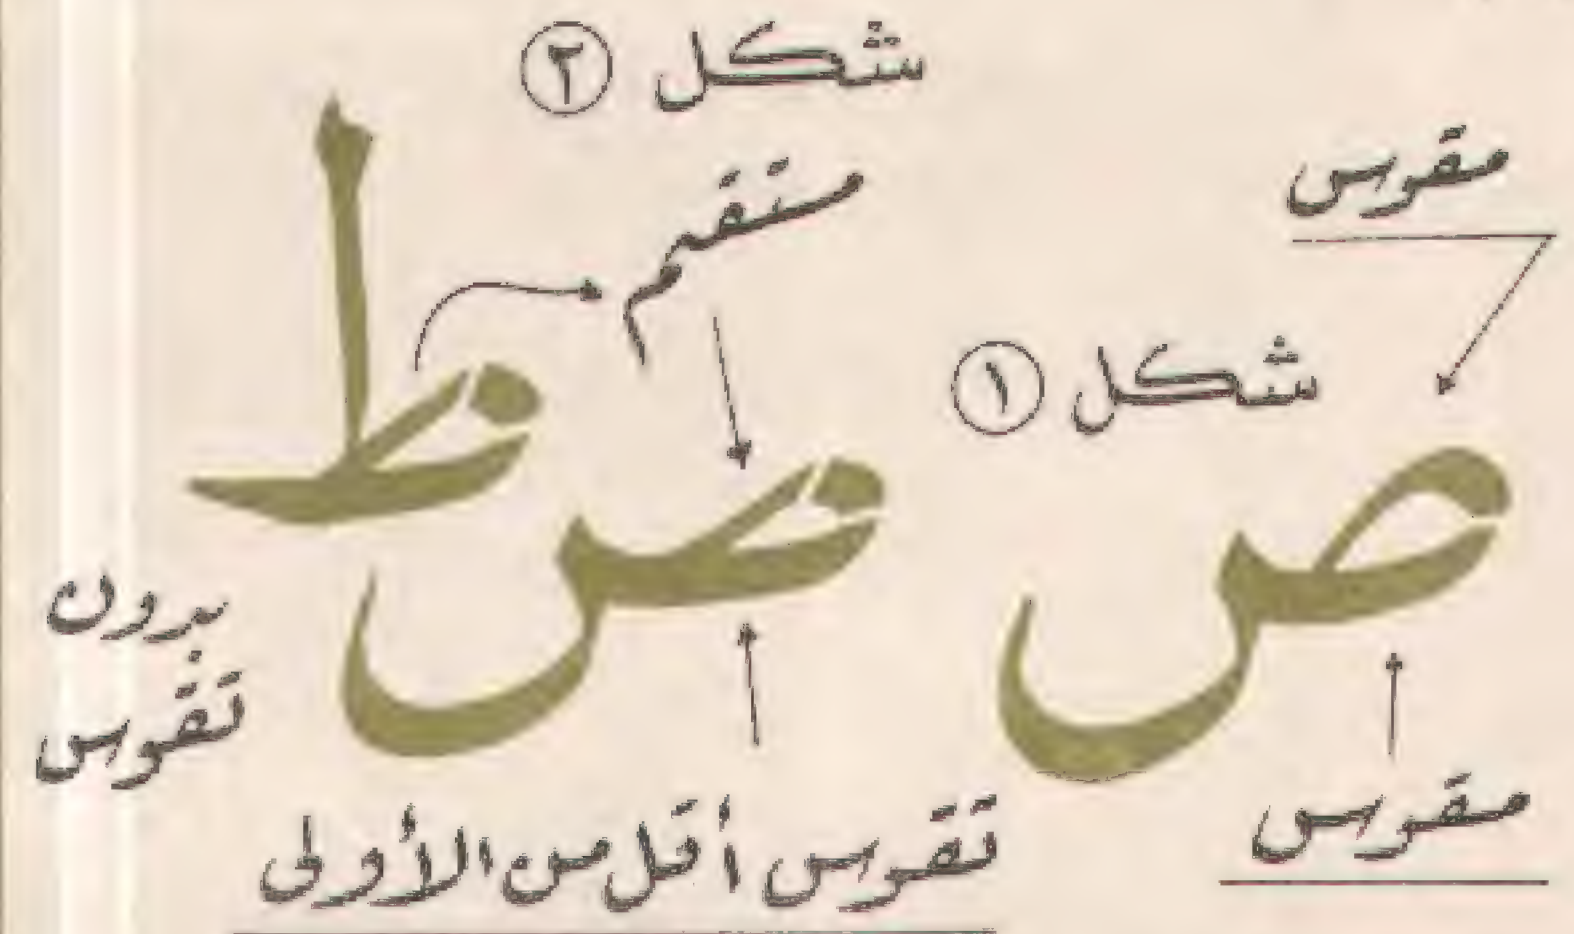 شكل ٢
مقوس
مستقيم
شكل ١
ط
ص
ص
بدون
تقوس
مقوس
تقوس أقل من الأولى